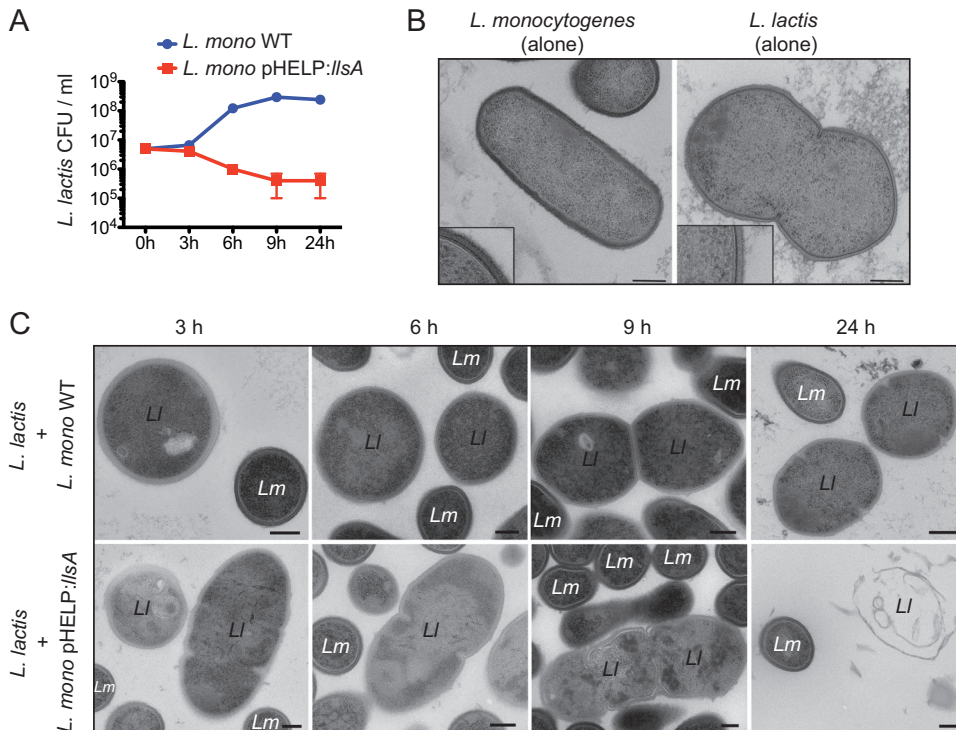 A
L. mono WT
L. mono pHELP:llsA
L. lactis CFU / ml
10⁹
10⁸
10⁷
10⁶
10⁵
10⁴
0h 3h 6h 9h 24h
B
L. monocytogenes
(alone)
L. lactis
(alone)
C
3 h 6 h 9 h 24 h
L. lactis
+
L. mono WT
Ll
Lm
Lm
Ll
Ll
Lm
Lm
Ll
Ll
Lm
Lm
Ll
Ll
L. lactis
+
L. mono pHELP:llsA
Ll
Ll
Lm
Lm
Lm
Ll
Lm
Lm
Lm
Ll
Ll
Ll
Lm